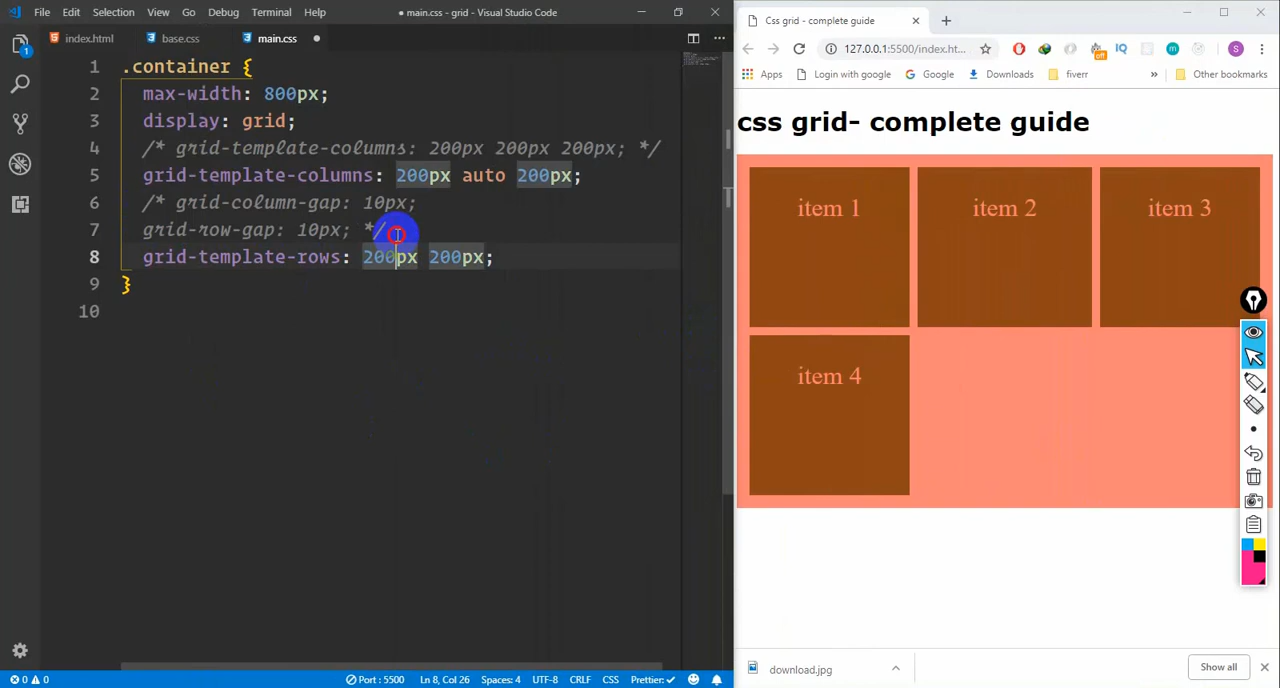 File Edit Selection View Go Debug Terminal Help
● main.css - grid - Visual Studio Code
index.html
base.css
main.css
1 .container {
2 max-width: 800px;
3 display: grid;
4 /* grid-template-columns: 200px 200px 200px; */
5 grid-template-columns: 200px auto 200px;
6 /* grid-column-gap: 10px;
7 grid-row-gap: 10px; */
8 grid-template-rows: 200px 200px;
9 }
10
1
0 0
Port : 5500
Ln 8, Col 26
Spaces: 4
UTF-8
CRLF
CSS
Prettier: ✓
Css grid - complete guide
127.0.0.1:5500/index.ht...
off
IQ
m
S
Apps
Login with google
Google
Downloads
fiverr
»
Other bookmarks
css grid- complete guide
item 1
item 2
item 3
item 4
download.jpg
Show all